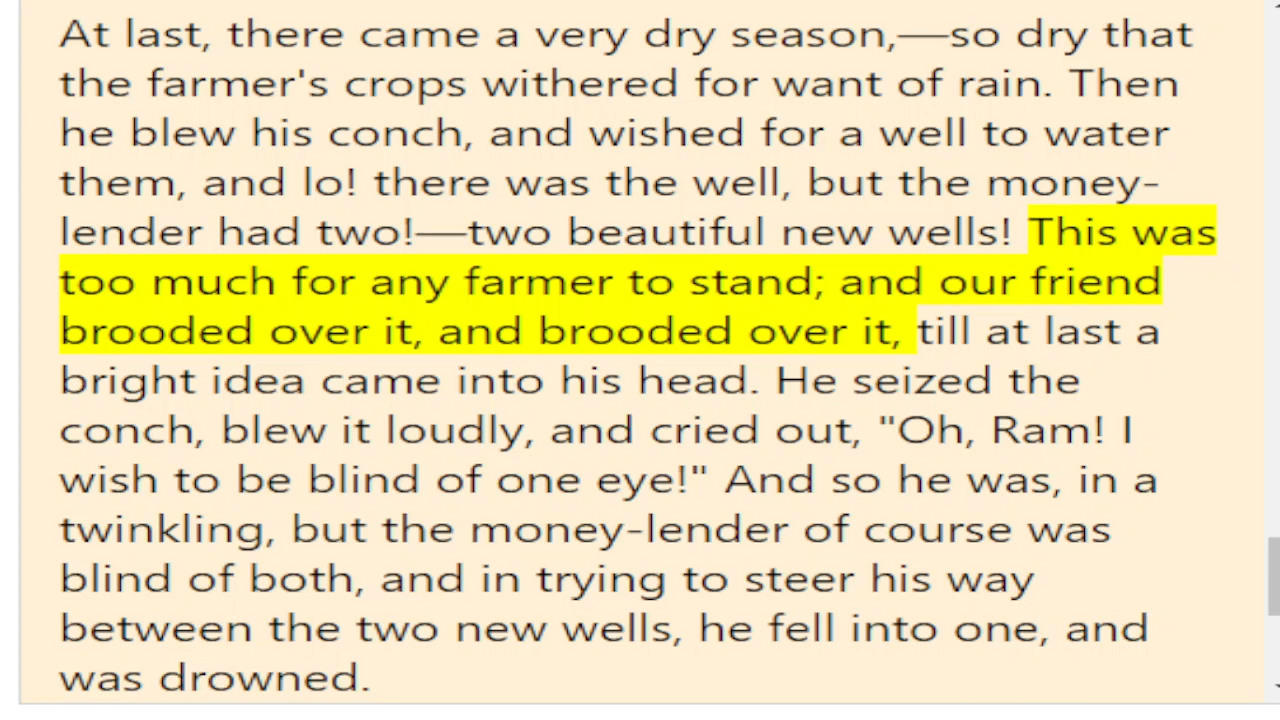 At last, there came a very dry season,—so dry that
the farmer's crops withered for want of rain. Then
he blew his conch, and wished for a well to water
them, and lo! there was the well, but the money-
lender had two!—two beautiful new wells! This was
too much for any farmer to stand; and our friend
brooded over it, and brooded over it, till at last a
bright idea came into his head. He seized the
conch, blew it loudly, and cried out, "Oh, Ram! I
wish to be blind of one eye!" And so he was, in a
twinkling, but the money-lender of course was
blind of both, and in trying to steer his way
between the two new wells, he fell into one, and
was drowned.